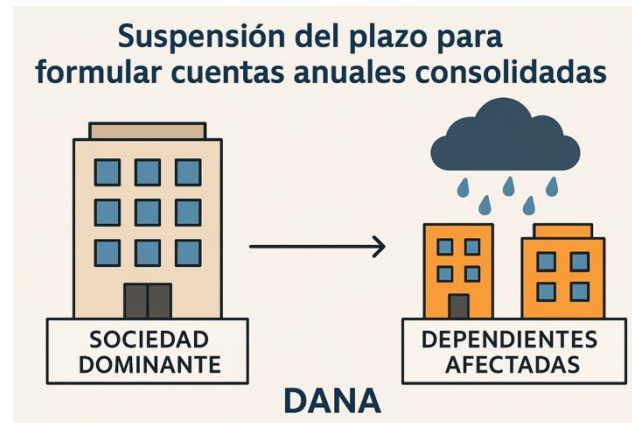 Suspensión del plazo para
formular cuentas anuales consolidadas
SOCIEDAD
DOMINANTE
DEPENDIENTES
AFECTADAS
DANA